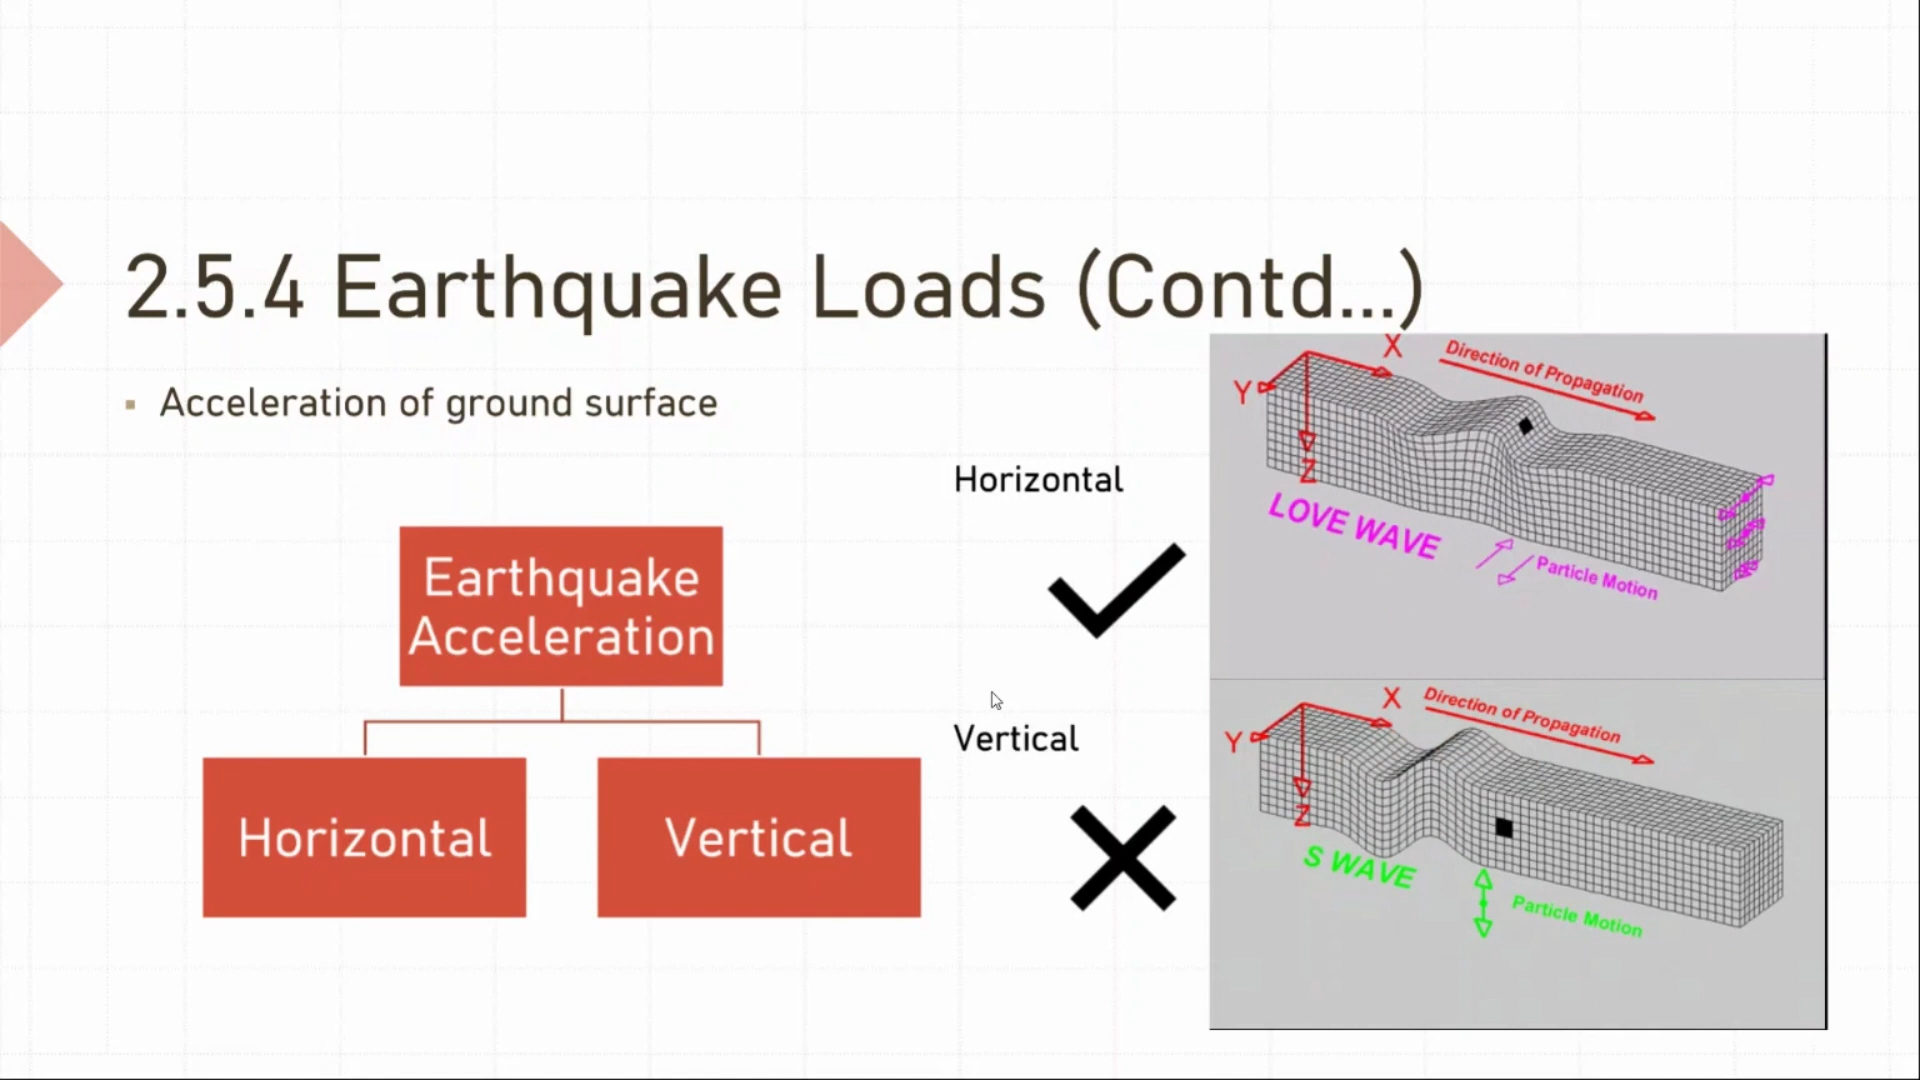 2.5.4 Earthquake Loads (Contd...)
Acceleration of ground surface
Earthquake
Acceleration
Horizontal
Vertical
Horizontal
Vertical
X
Direction of Propagation
Y
Z
LOVE WAVE
Particle Motion
X
Direction of Propagation
Y
Z
S WAVE
Particle Motion